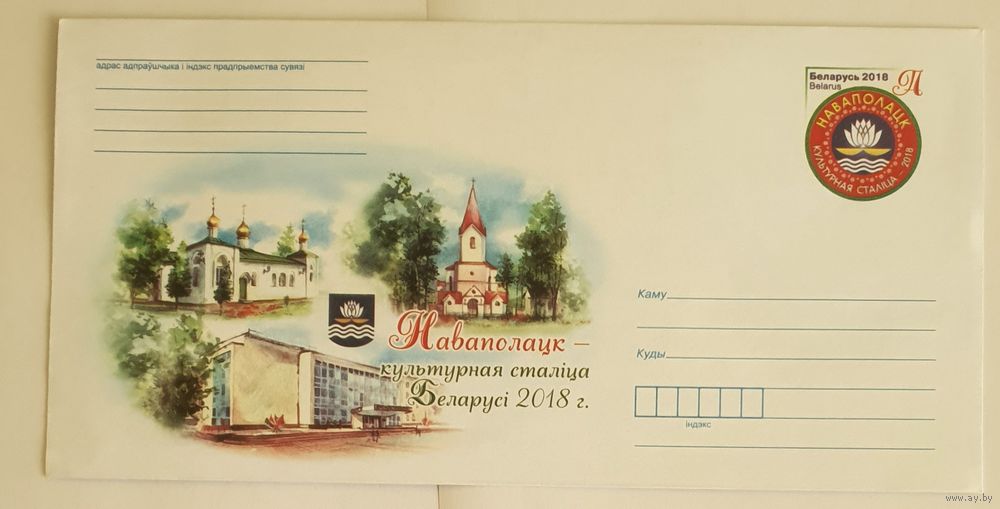 адрас адпраўшчыка і індэкс прадпрыемства сувязі
Беларусь 2018
Belarus
А
НАВАПОЛАЦК
КУЛЬТУРНАЯ СТАЛІЦА - 2018
Наваполацк –
культурная сталіца
Беларусі 2018 г.
Каму
Куды
індэкс
www.ay.by